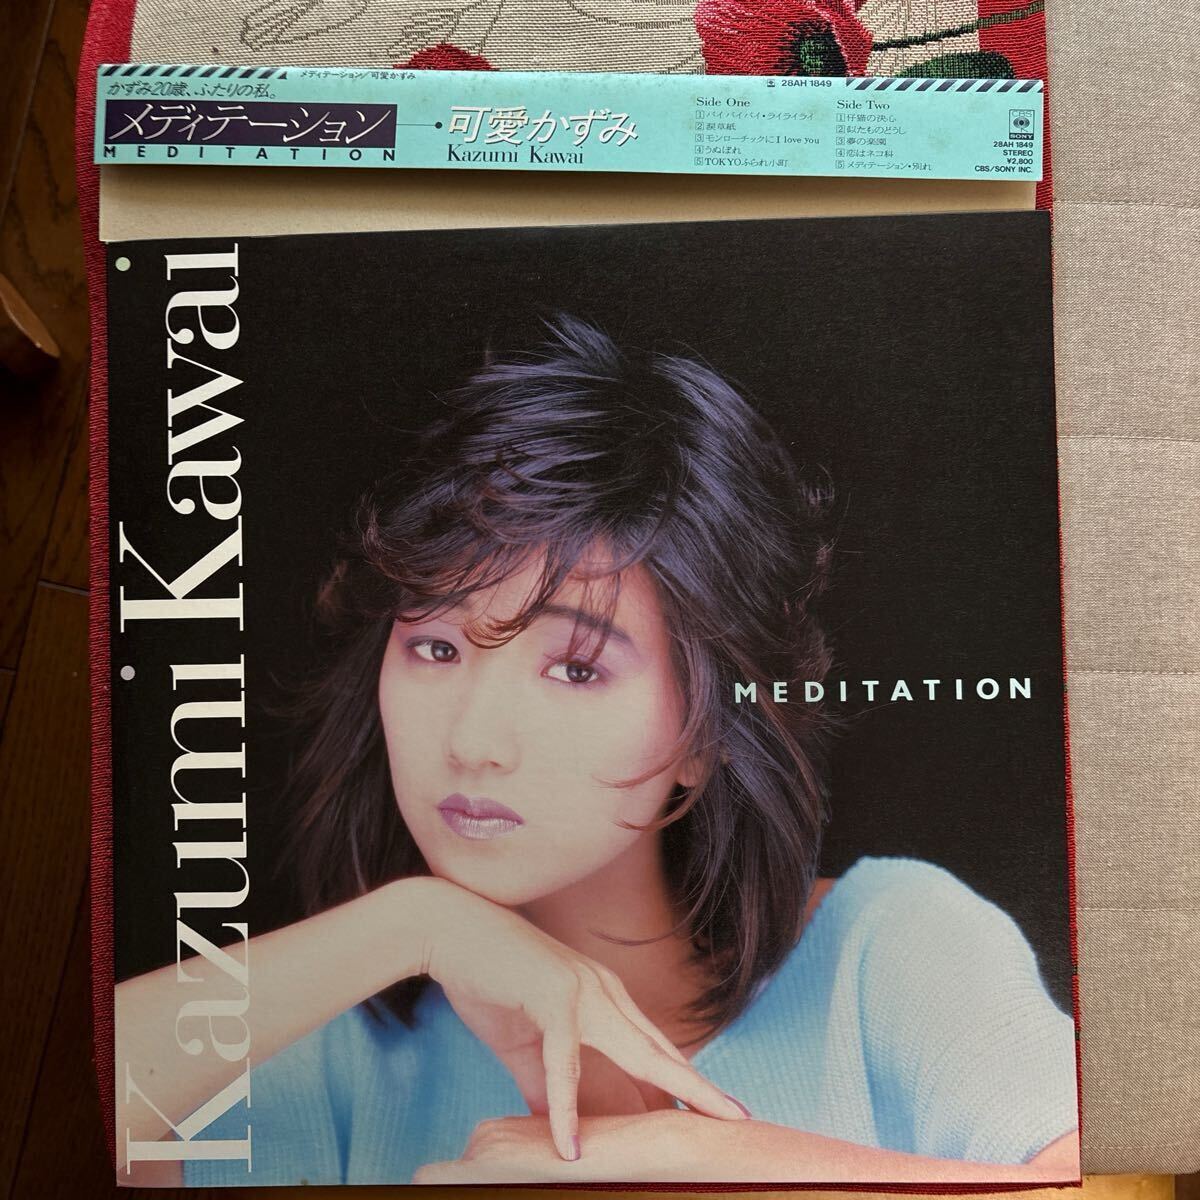 メディテーション/可愛かずみ
かずみ20歳、ふたりの私。
メディテーション
MEDITATION
可愛かずみ
Kazumi Kawai
28AH 1849
Side One
1 バイ バイ バイ・ライライライ
2 涙草紙
3 モンローチックにI love you
4 うぬぼれ
5 TOKYOふられ小町
Side Two
1 仔猫の決心
2 似たものどうし
3 夢の楽園
4 恋はネコ科
5 メディテーション・別れ
CBS
SONY
28AH 1849
STEREO
¥2,800
CBS/SONY INC.
Kazumi Kawai
MEDITATION